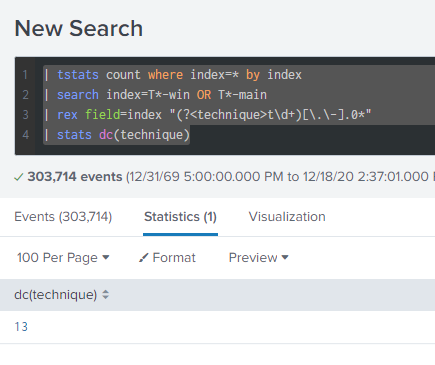 New Search
1 | tstats count where index=* by index
2 | search index=T*-win OR T*-main
3 | rex field=index "(?<technique>t\d+)[\.\-].0*"
4 | stats dc(technique)
✓ 303,714 events (12/31/69 5:00:00.000 PM to 12/18/20 2:37:01.000
Events (303,714) Statistics (1) Visualization
100 Per Page ▾ Format Preview ▾
dc(technique)
13